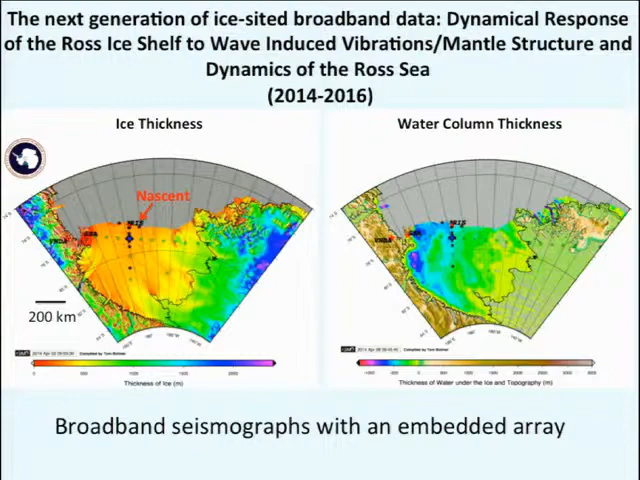 The next generation of ice-sited broadband data: Dynamical Response
of the Ross Ice Shelf to Wave Induced Vibrations/Mantle Structure and
Dynamics of the Ross Sea
(2014-2016)
Ice Thickness
Water Column Thickness
Nascent
200 km
Thickness of Ice (m)
Thickness of Water under the Ice and Topography (m)
Broadband seismographs with an embedded array